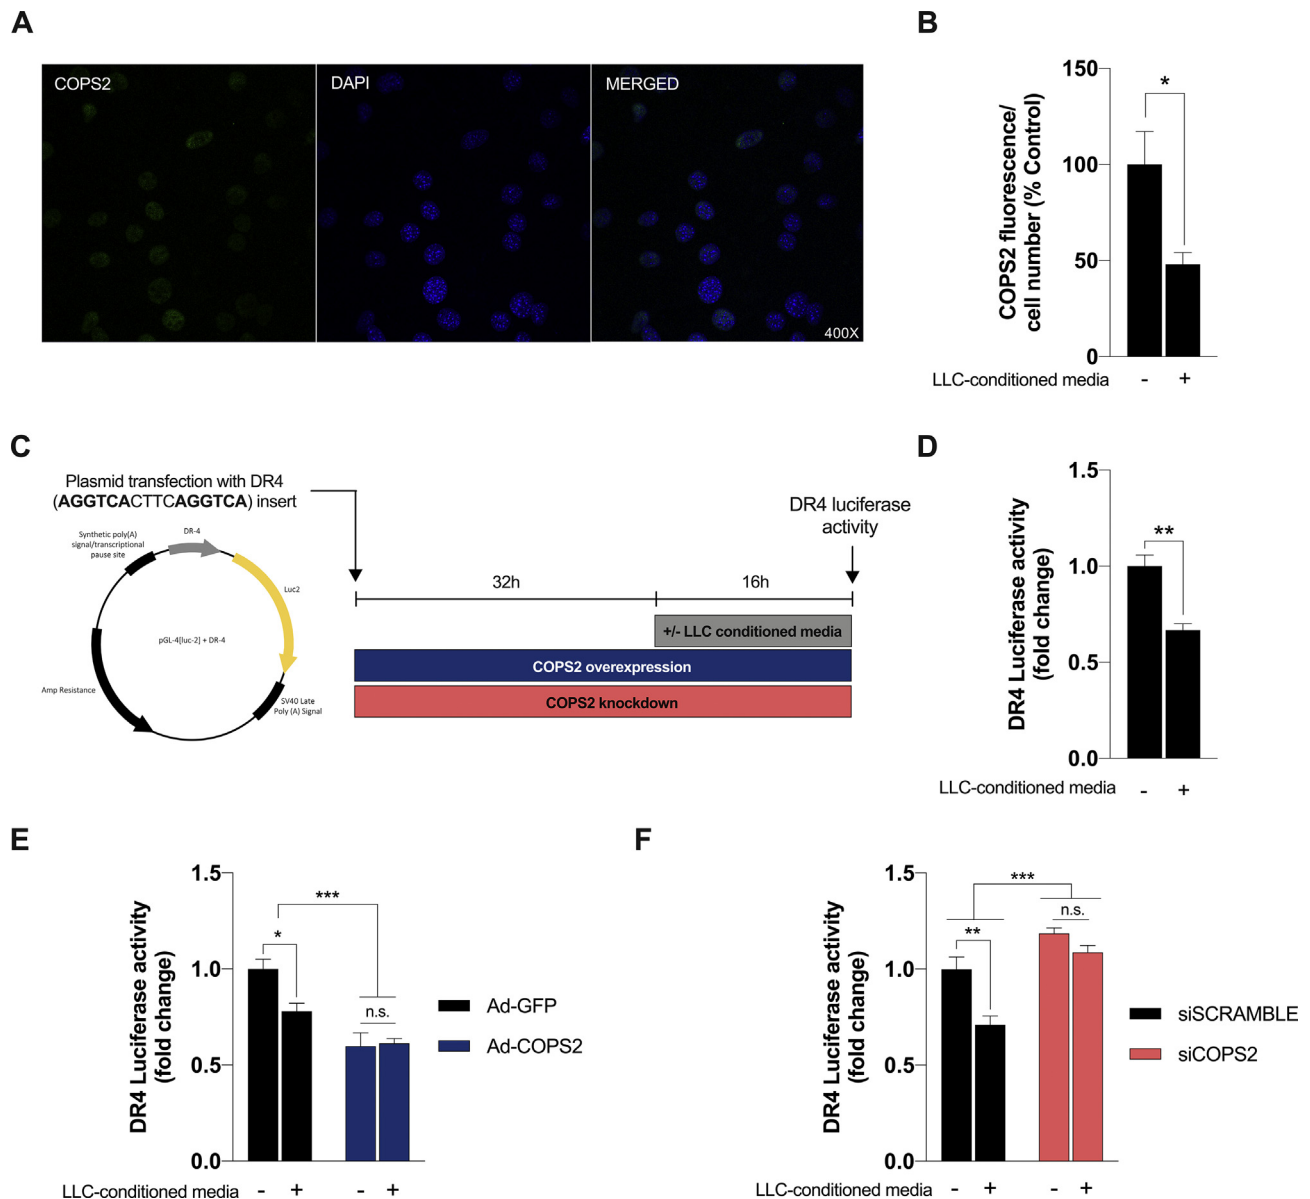 A
COPS2
DAPI
MERGED
400X
B
COPS2 fluorescence/
cell number (% Control)
150
100
50
0
*
LLC-conditioned media - +
C
Plasmid transfection with DR4
(AGGTCACTTCAGGTCA) insert
Synthetic poly(A)
signal/transcriptional
pause site
DR-4
Luc2
pGL-4[luc-2] + DR-4
Amp Resistance
SV40 Late
Poly (A) Signal
DR4 luciferase
activity
32h
16h
+/- LLC conditioned media
COPS2 overexpression
COPS2 knockdown
D
DR4 Luciferase activity
(fold change)
1.5
1.0
0.5
0.0
**
LLC-conditioned media - +
E
DR4 Luciferase activity
(fold change)
1.5
1.0
0.5
0.0
***
*
n.s.
LLC-conditioned media - + - +
Ad-GFP
Ad-COPS2
F
DR4 Luciferase activity
(fold change)
1.5
1.0
0.5
0.0
***
**
n.s.
LLC-conditioned media - + - +
siSCRAMBLE
siCOPS2